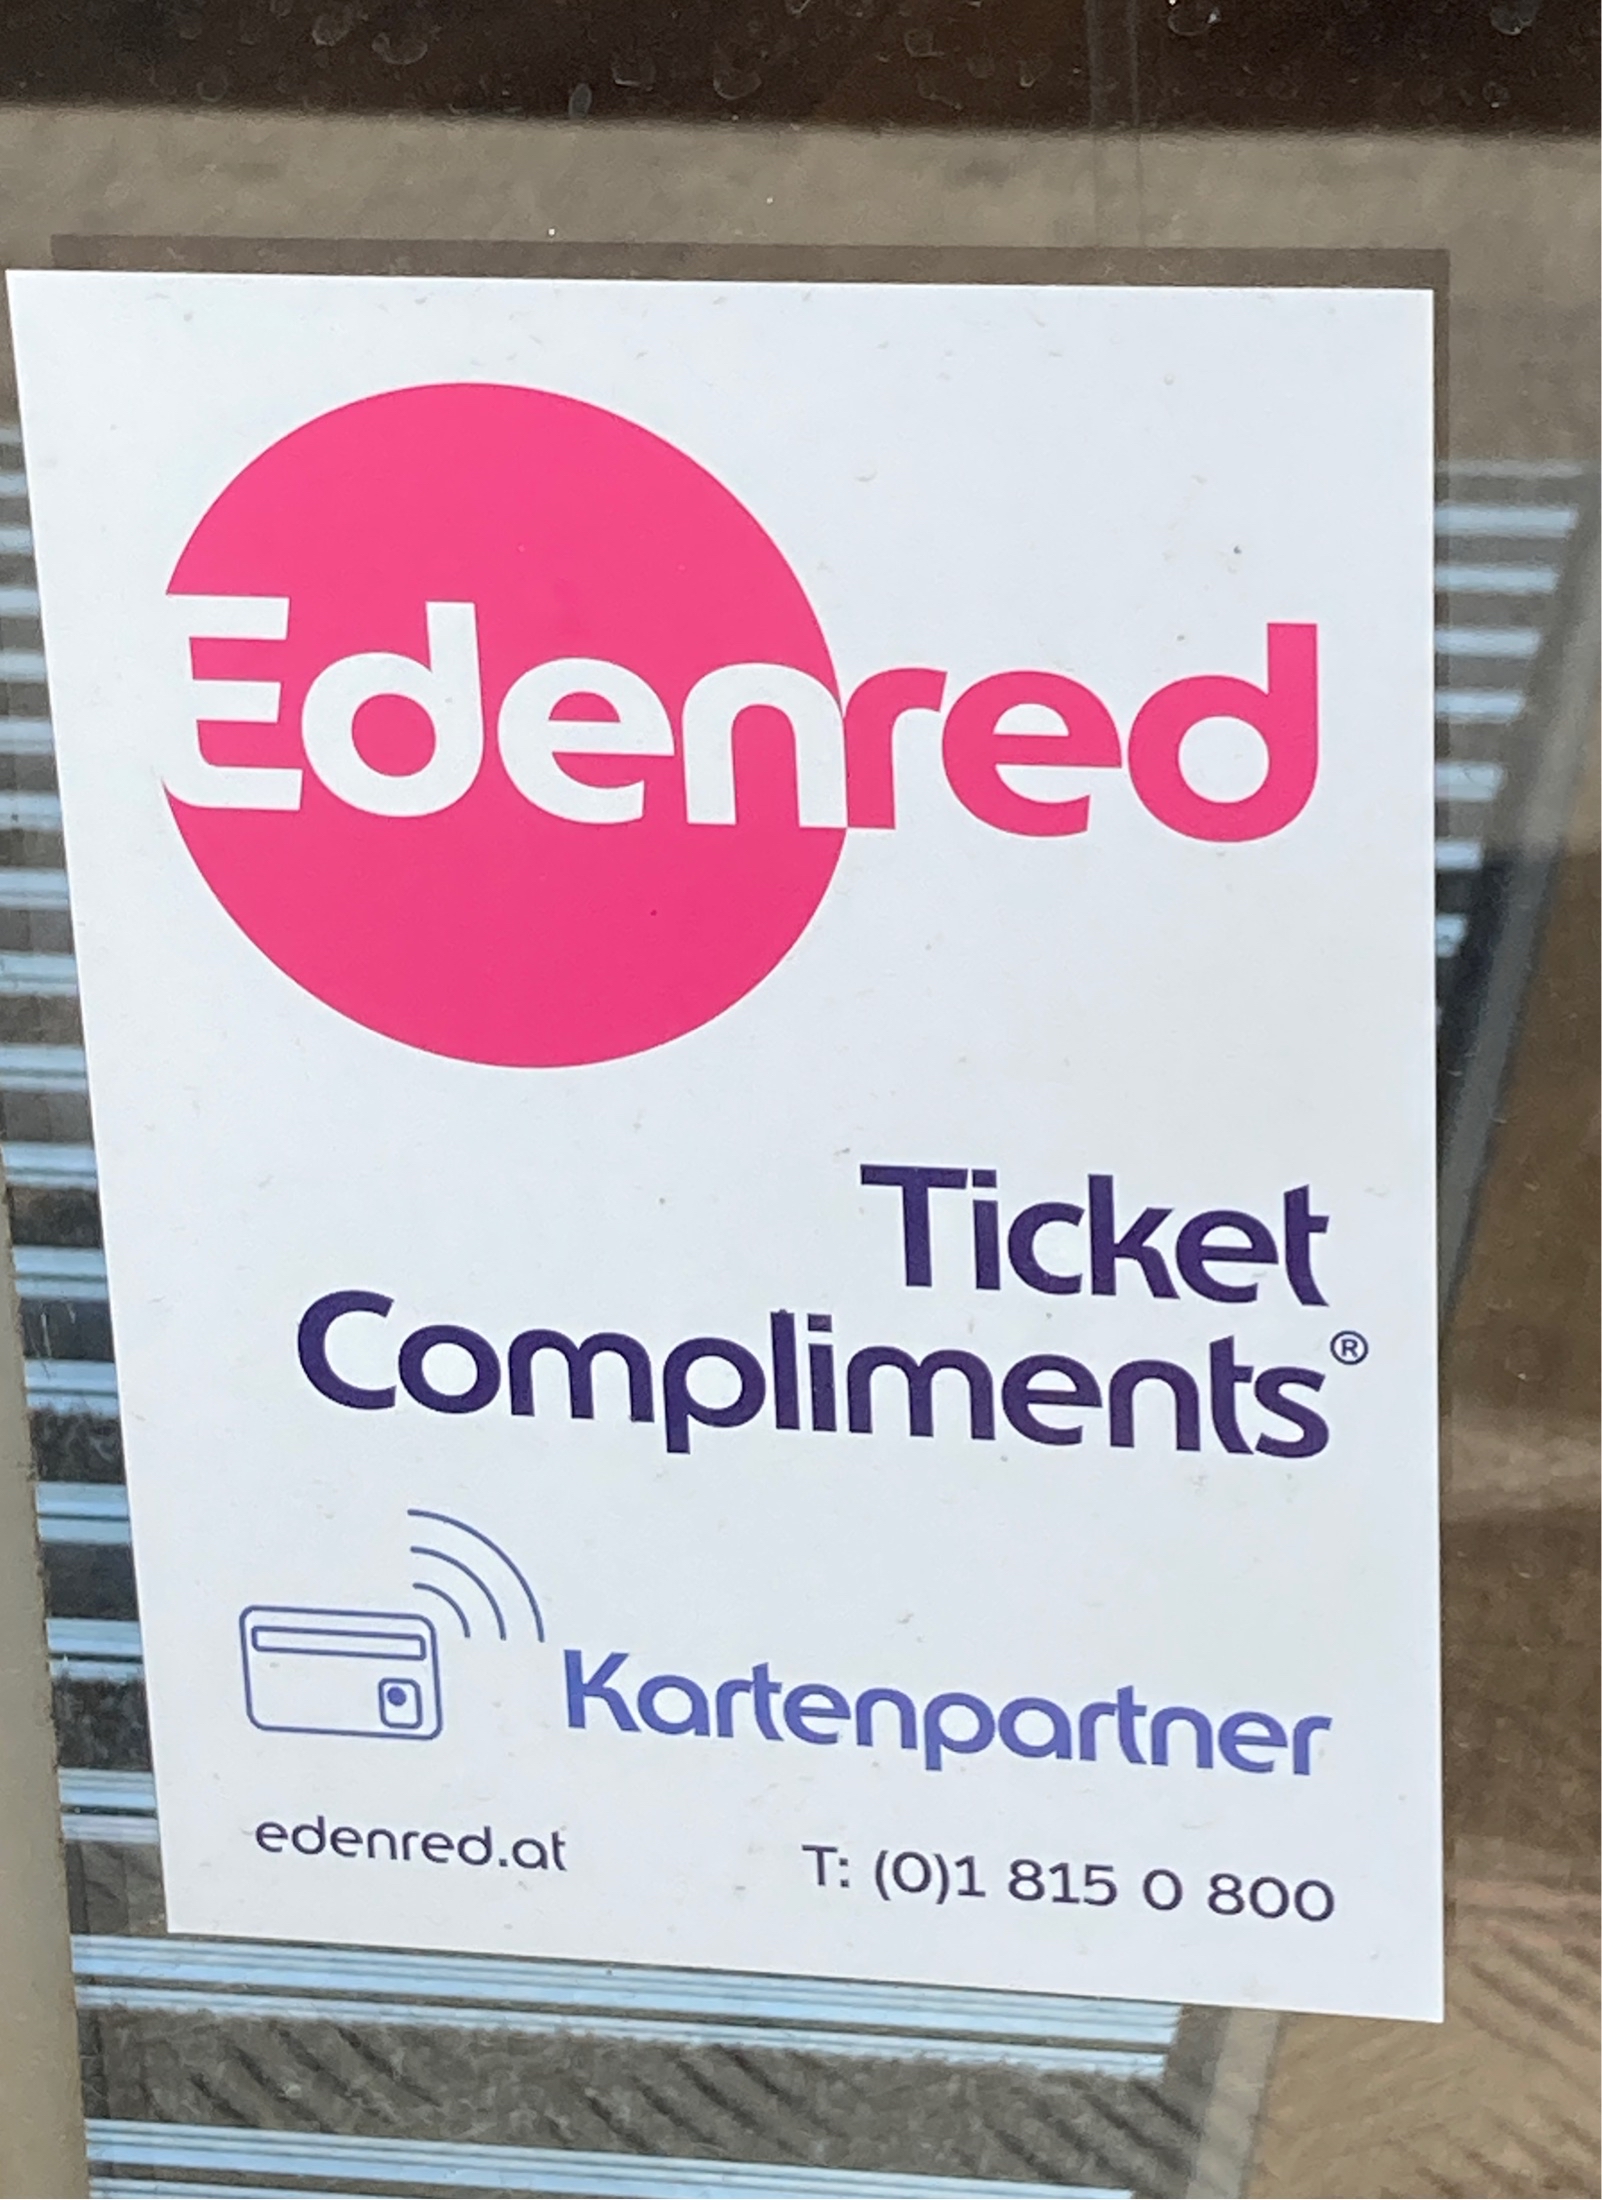 Edenred
Ticket
Compliments®
Kartenpartner
edenred.at
T: (0)1 815 0 800